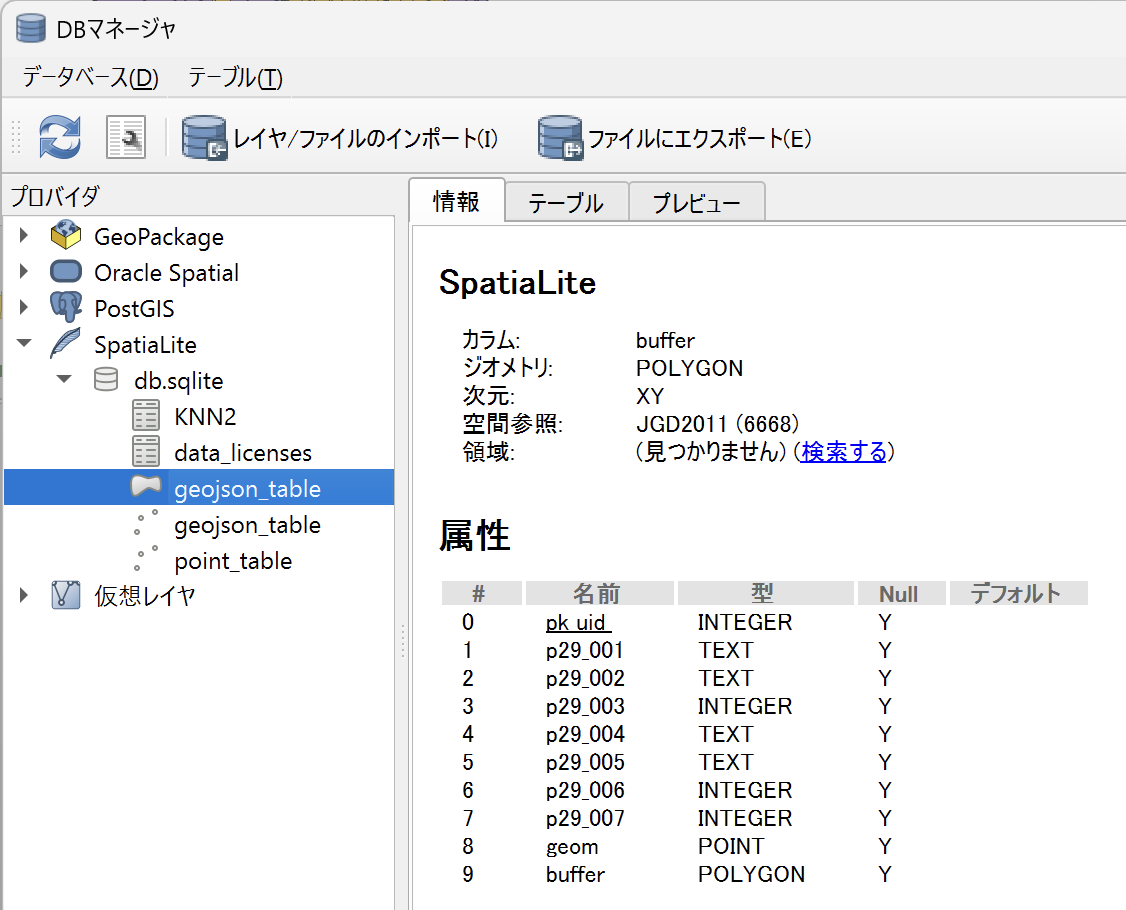 DBマネージャ
データベース(D) テーブル(T)
レイヤ/ファイルのインポート(I) ファイルにエクスポート(E)
プロバイダ
GeoPackage
Oracle Spatial
PostGIS
SpatiaLite
db.sqlite
KNN2
data_licenses
geojson_table
geojson_table
point_table
仮想レイヤ
情報 テーブル プレビュー
SpatiaLite
カラム: buffer
ジオメトリ: POLYGON
次元: XY
空間参照: JGD2011 (6668)
領域: (見つかりません) (検索する)
属性
# 名前 型 Null デフォルト
0 pk_uid INTEGER Y
1 p29_001 TEXT Y
2 p29_002 TEXT Y
3 p29_003 INTEGER Y
4 p29_004 TEXT Y
5 p29_005 TEXT Y
6 p29_006 INTEGER Y
7 p29_007 INTEGER Y
8 geom POINT Y
9 buffer POLYGON Y